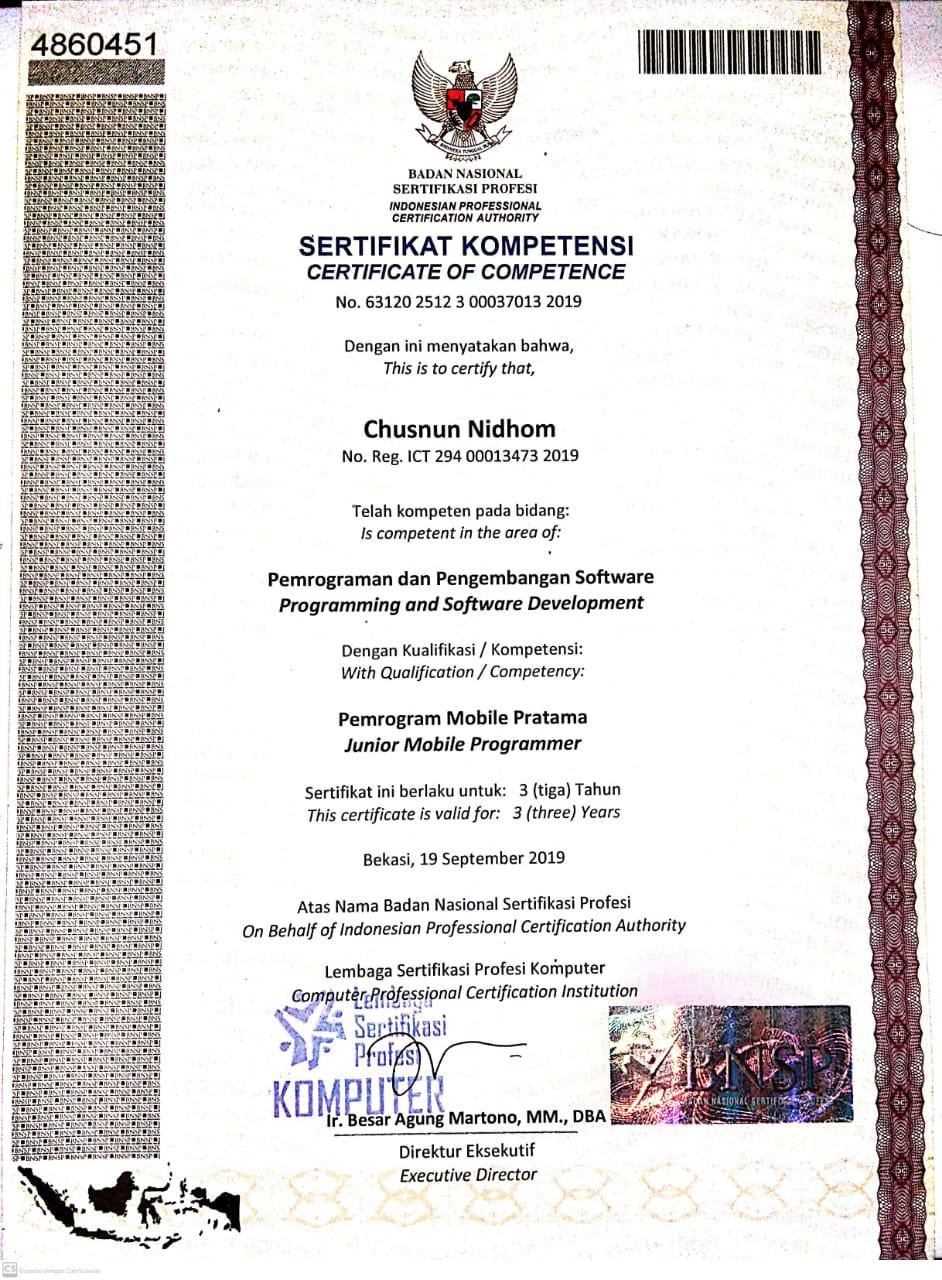 4860451
BHINNEKA TUNGGAL IKA
BADAN NASIONAL
SERTIFIKASI PROFESI
INDONESIAN PROFESSIONAL
CERTIFICATION AUTHORITY
SERTIFIKAT KOMPETENSI
CERTIFICATE OF COMPETENCE
No. 63120 2512 3 00037013 2019
Dengan ini menyatakan bahwa,
This is to certify that,
Chusnun Nidhom
No. Reg. ICT 294 00013473 2019
Telah kompeten pada bidang:
Is competent in the area of:
Pemrograman dan Pengembangan Software
Programming and Software Development
Dengan Kualifikasi / Kompetensi:
With Qualification / Competency:
Pemrogram Mobile Pratama
Junior Mobile Programmer
Sertifikat ini berlaku untuk: 3 (tiga) Tahun
This certificate is valid for: 3 (three) Years
Bekasi, 19 September 2019
Atas Nama Badan Nasional Sertifikasi Profesi
On Behalf of Indonesian Professional Certification Authority
Lembaga Sertifikasi Profesi Komputer
Computer Professional Certification Institution
Lembaga
Sertifikasi
Profesi
KOMPUTER
BNSP
BADAN NASIONAL SERTIFIKASI PROFESI
Ir. Besar Agung Martono, MM., DBA
Direktur Eksekutif
Executive Director
CS Dipindai dengan CamScanner